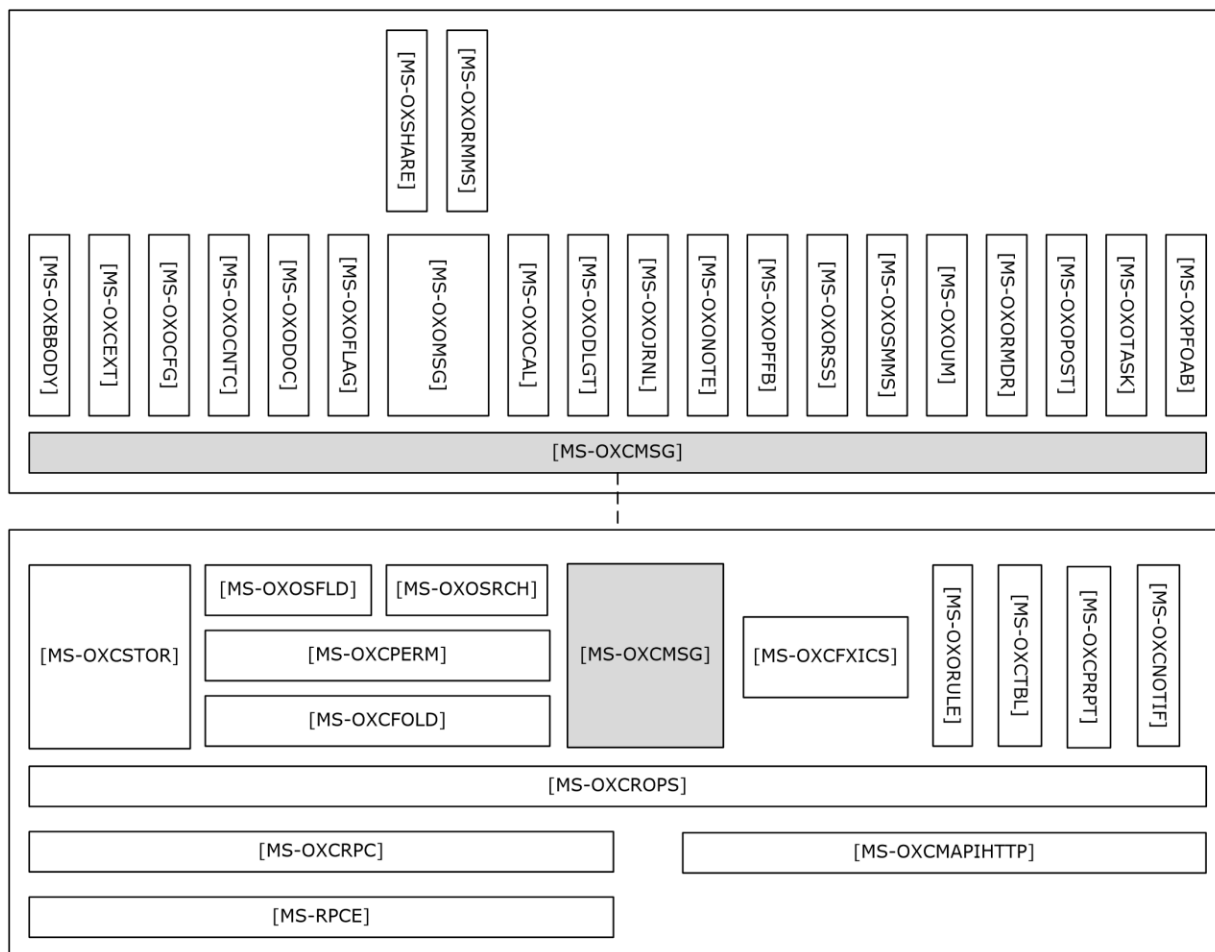 [MS-OXSHARE]
[MS-OXORMMS]
[MS-OXBBODY]
[MS-OXCEXT]
[MS-OXOCFG]
[MS-OXOCNTC]
[MS-OXODOC]
[MS-OXOFLAG]
[MS-OXOMSG]
[MS-OXOCAL]
[MS-OXODLGT]
[MS-OXOJRNL]
[MS-OXONOTE]
[MS-OXOPFFB]
[MS-OXORSS]
[MS-OXOSMMS]
[MS-OXOUM]
[MS-OXORMDR]
[MS-OXOPOST]
[MS-OXOTASK]
[MS-OXPFOAB]
[MS-OXCMSG]
[MS-OXCSTOR]
[MS-OXOSFLD]
[MS-OXOSRCH]
[MS-OXCPERM]
[MS-OXCFOLD]
[MS-OXCMSG]
[MS-OXCFXICS]
[MS-OXORULE]
[MS-OXCTBL]
[MS-OXCPRPT]
[MS-OXCNOTIF]
[MS-OXCROPS]
[MS-OXCRPC]
[MS-OXCMAPIHTTP]
[MS-RPCE]